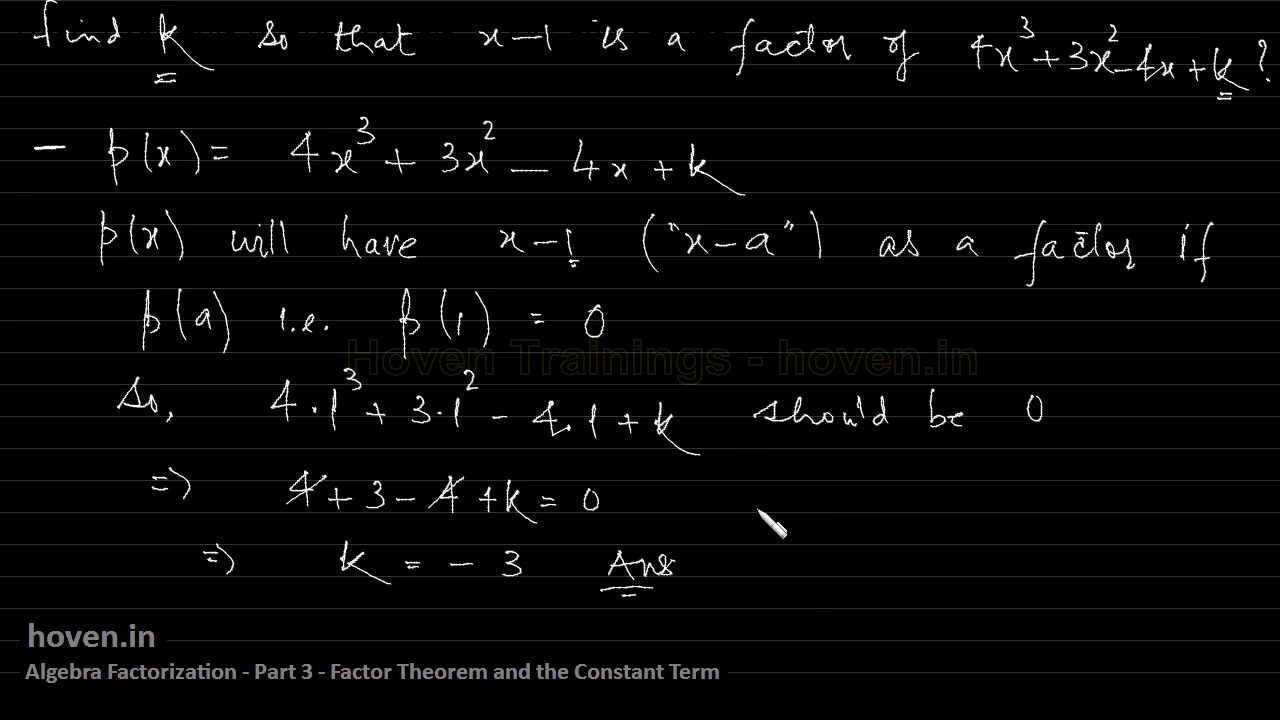 find k so that x-1 is a factor of 4x³+3x²-4x+k?
- p(x) = 4x³ + 3x² - 4x + k
p(x) will have x-1 ("x-a") as a factor if
p(a) i.e. p(1) = 0
Hoven Trainings - hoven.in
So, 4.1³ + 3.1² - 4.1 + k should be 0
=> 4 + 3 - 4 + k = 0
=> k = - 3 Ans
hoven.in
Algebra Factorization - Part 3 - Factor Theorem and the Constant Term